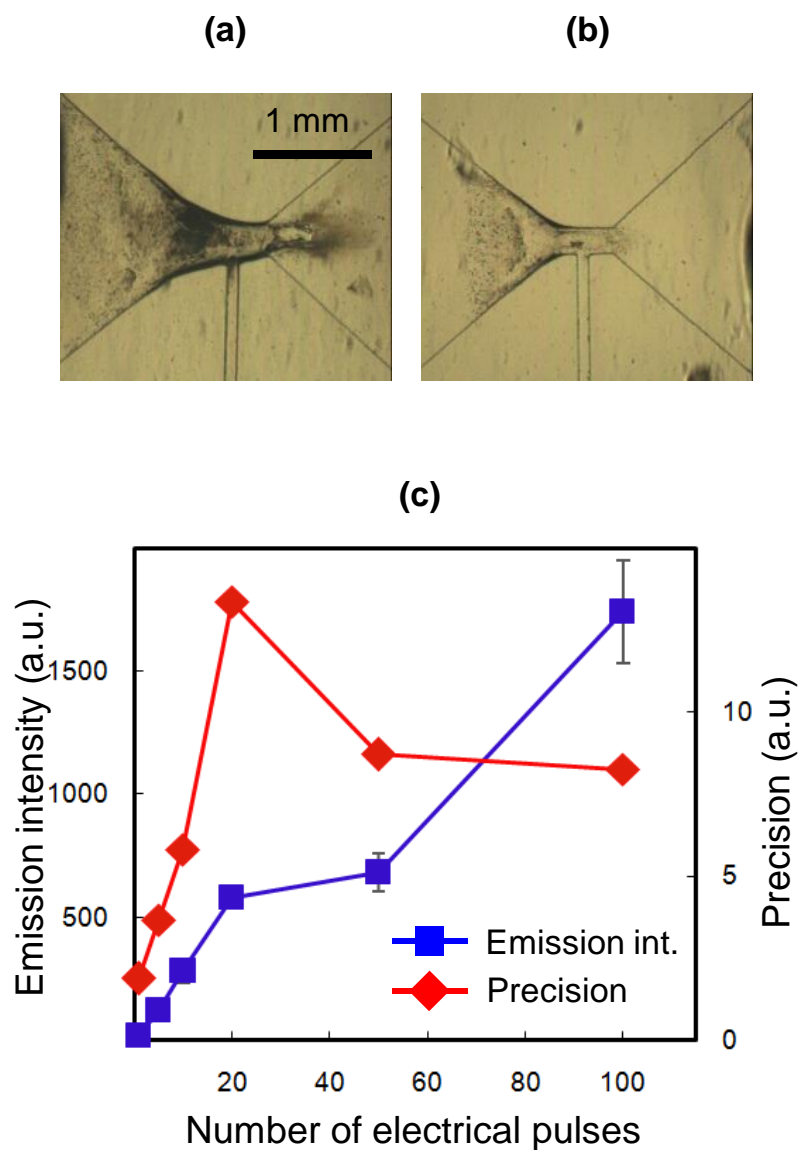 (a)
(b)
1 mm
(c)
Emission intensity (a.u.)
1500
1000
500
Precision (a.u.)
10
5
0
Emission int.
Precision
20
40
60
80
100
Number of electrical pulses